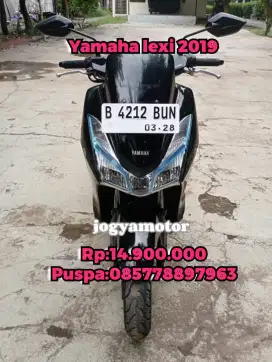 Yamaha lexi 2019
B 4212 BUN
03·28
YAMAHA
jogyamotor
Rp:14.900.000
Puspa:085778897963